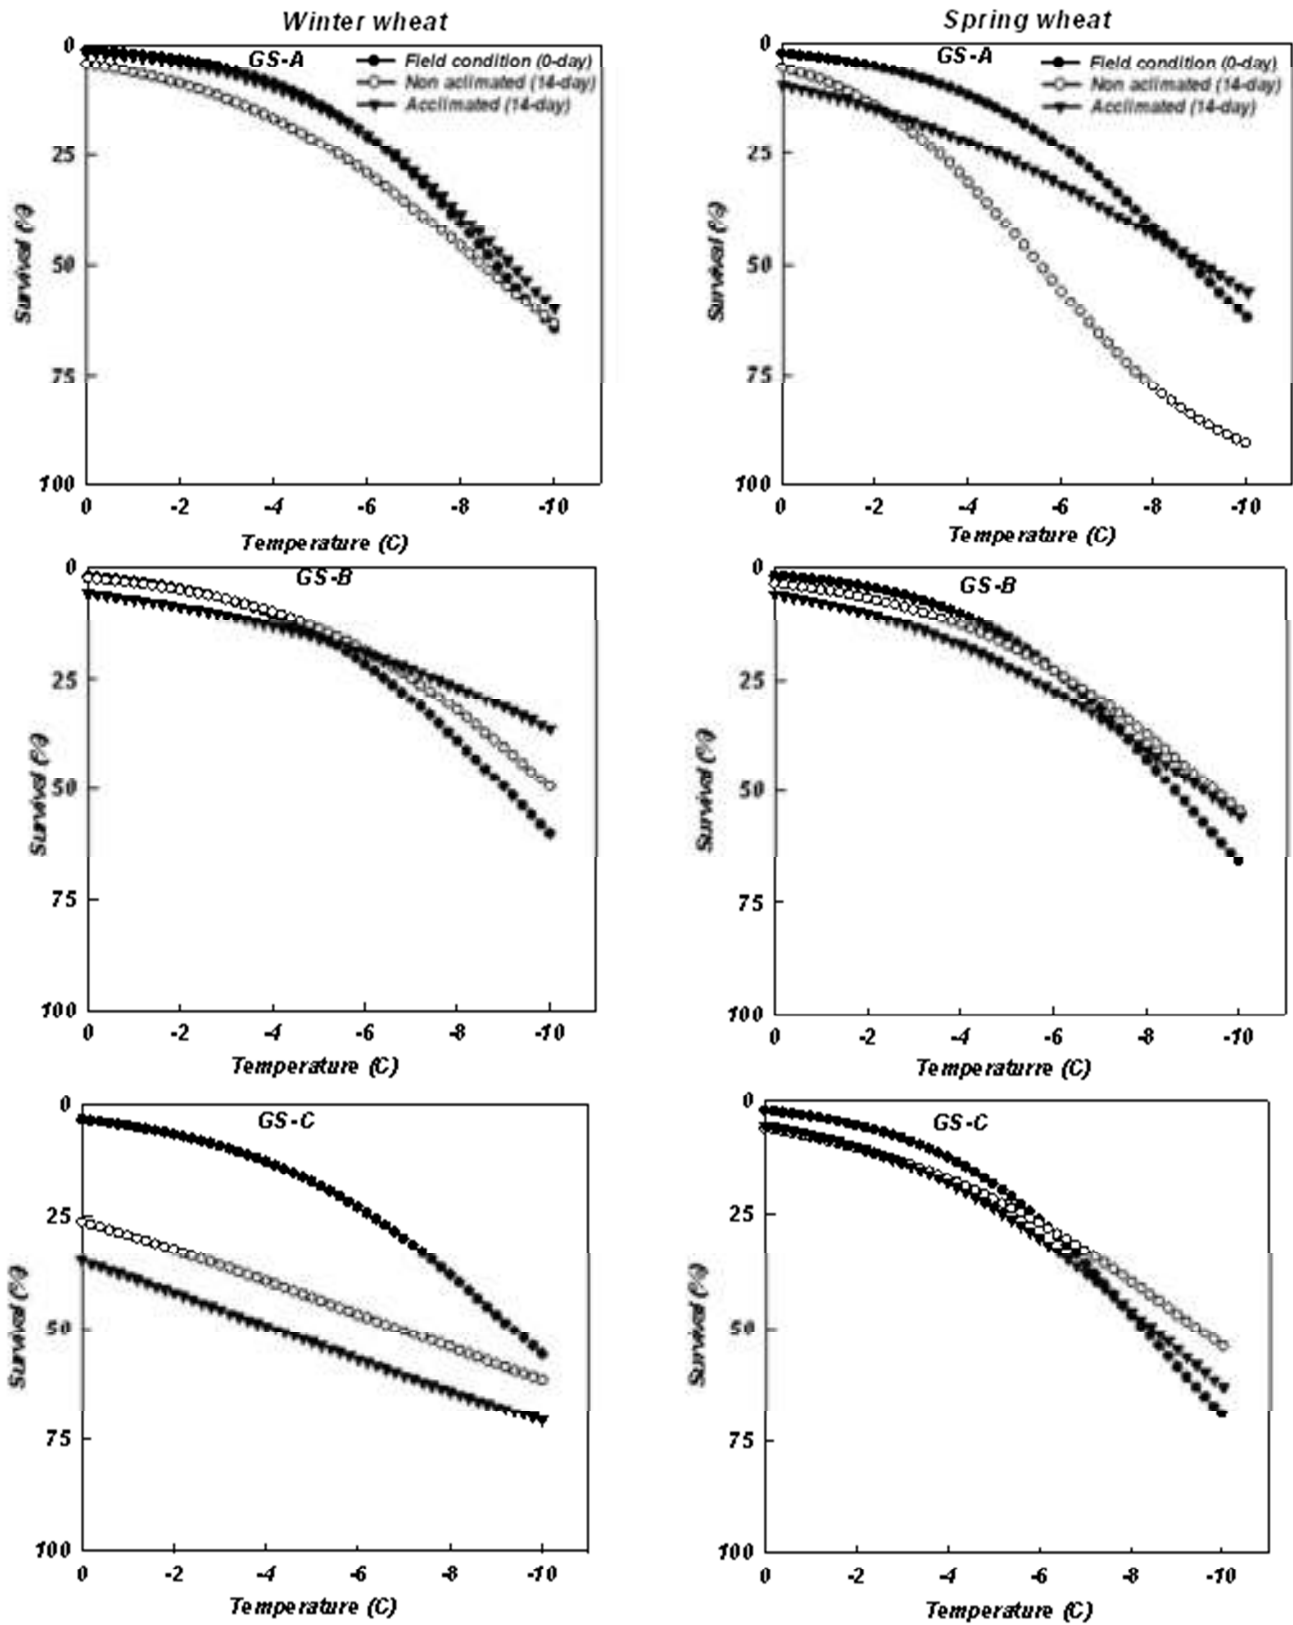 Winter wheat
GS-A
Field condition (0-day)
Non aclimated (14-day)
Acclimated (14-day)
0
25
50
75
100
Survival (%)
0 -2 -4 -6 -8 -10
Temperature (C)
Spring wheat
GS-A
Field condition (0-day)
Non aclimated (14-day)
Acclimated (14-day)
0
25
50
75
100
Survival (%)
0 -2 -4 -6 -8 -10
Temperature (C)
GS-B
0
25
50
75
100
Survival (%)
0 -2 -4 -6 -8 -10
Temperature (C)
GS-B
0
25
50
75
100
Survival (%)
0 -2 -4 -6 -8 -10
Temperaturre (C)
GS-C
0
25
50
75
100
Survival (%)
0 -2 -4 -6 -8 -10
Temperature (C)
GS-C
0
25
50
75
100
Survival (%)
0 -2 -4 -6 -8 -10
Temperature (C)